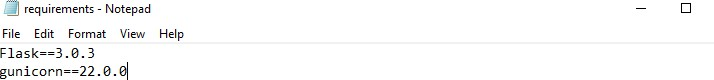 requirements - Notepad
File Edit Format View Help
Flask==3.0.3
gunicorn==22.0.0